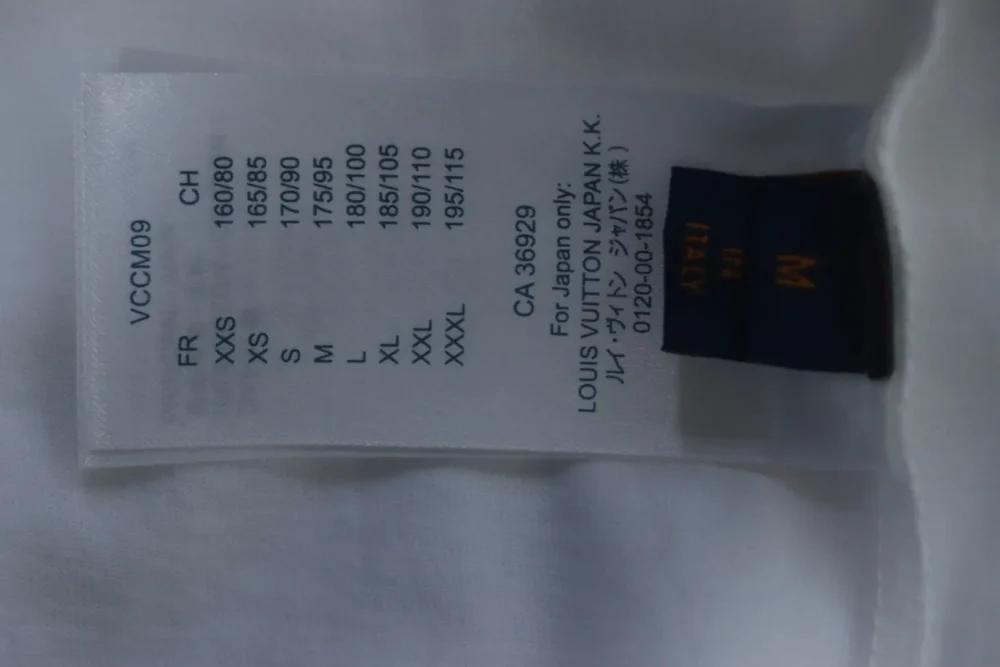 VCCM09
FR CH
XXS 160/80
XS 165/85
S 170/90
M 175/95
L 180/100
XL 185/105
XXL 190/110
XXXL 195/115
CA 36929
For Japan only:
LOUIS VUITTON JAPAN K.K.
ルイ・ヴィトン ジャパン(株)
0120-00-1854
M
IN
ITALY